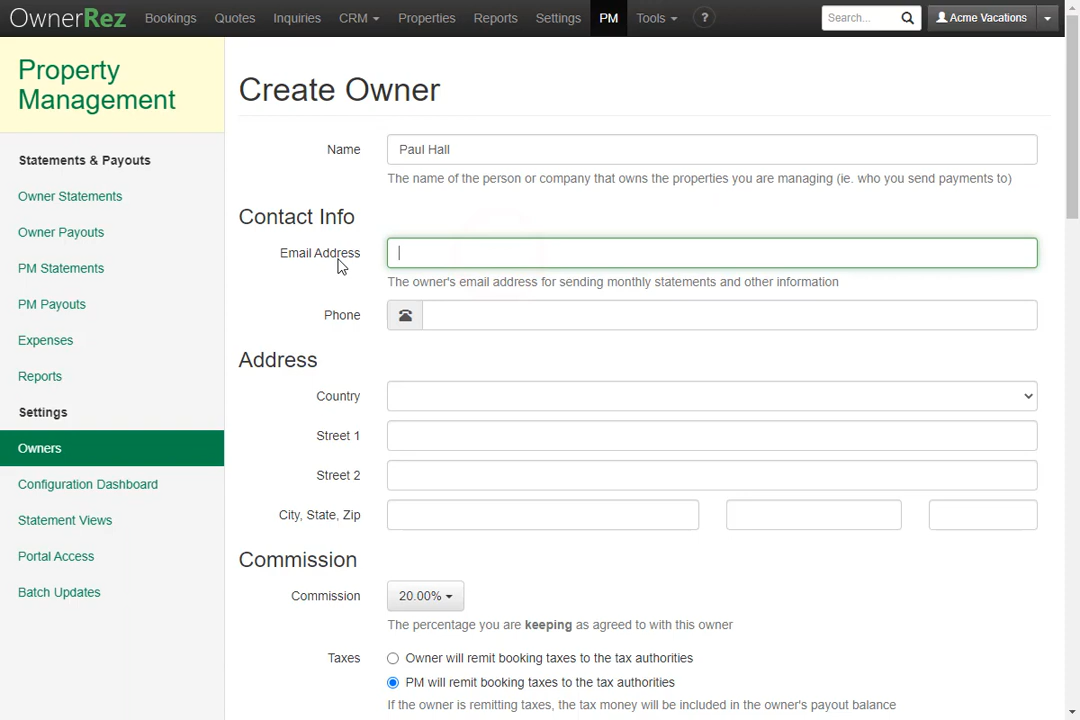 OwnerRez Bookings Quotes Inquiries CRM Properties Reports Settings PM Tools ? Search... Acme Vacations
Property
Management
Statements & Payouts
Owner Statements
Owner Payouts
PM Statements
PM Payouts
Expenses
Reports
Settings
Owners
Configuration Dashboard
Statement Views
Portal Access
Batch Updates
Create Owner
Name Paul Hall
The name of the person or company that owns the properties you are managing (ie. who you send payments to)
Contact Info
Email Address
The owner's email address for sending monthly statements and other information
Phone
Address
Country
Street 1
Street 2
City, State, Zip
Commission
Commission 20.00%
The percentage you are keeping as agreed to with this owner
Taxes Owner will remit booking taxes to the tax authorities
PM will remit booking taxes to the tax authorities
If the owner is remitting taxes, the tax money will be included in the owner's payout balance